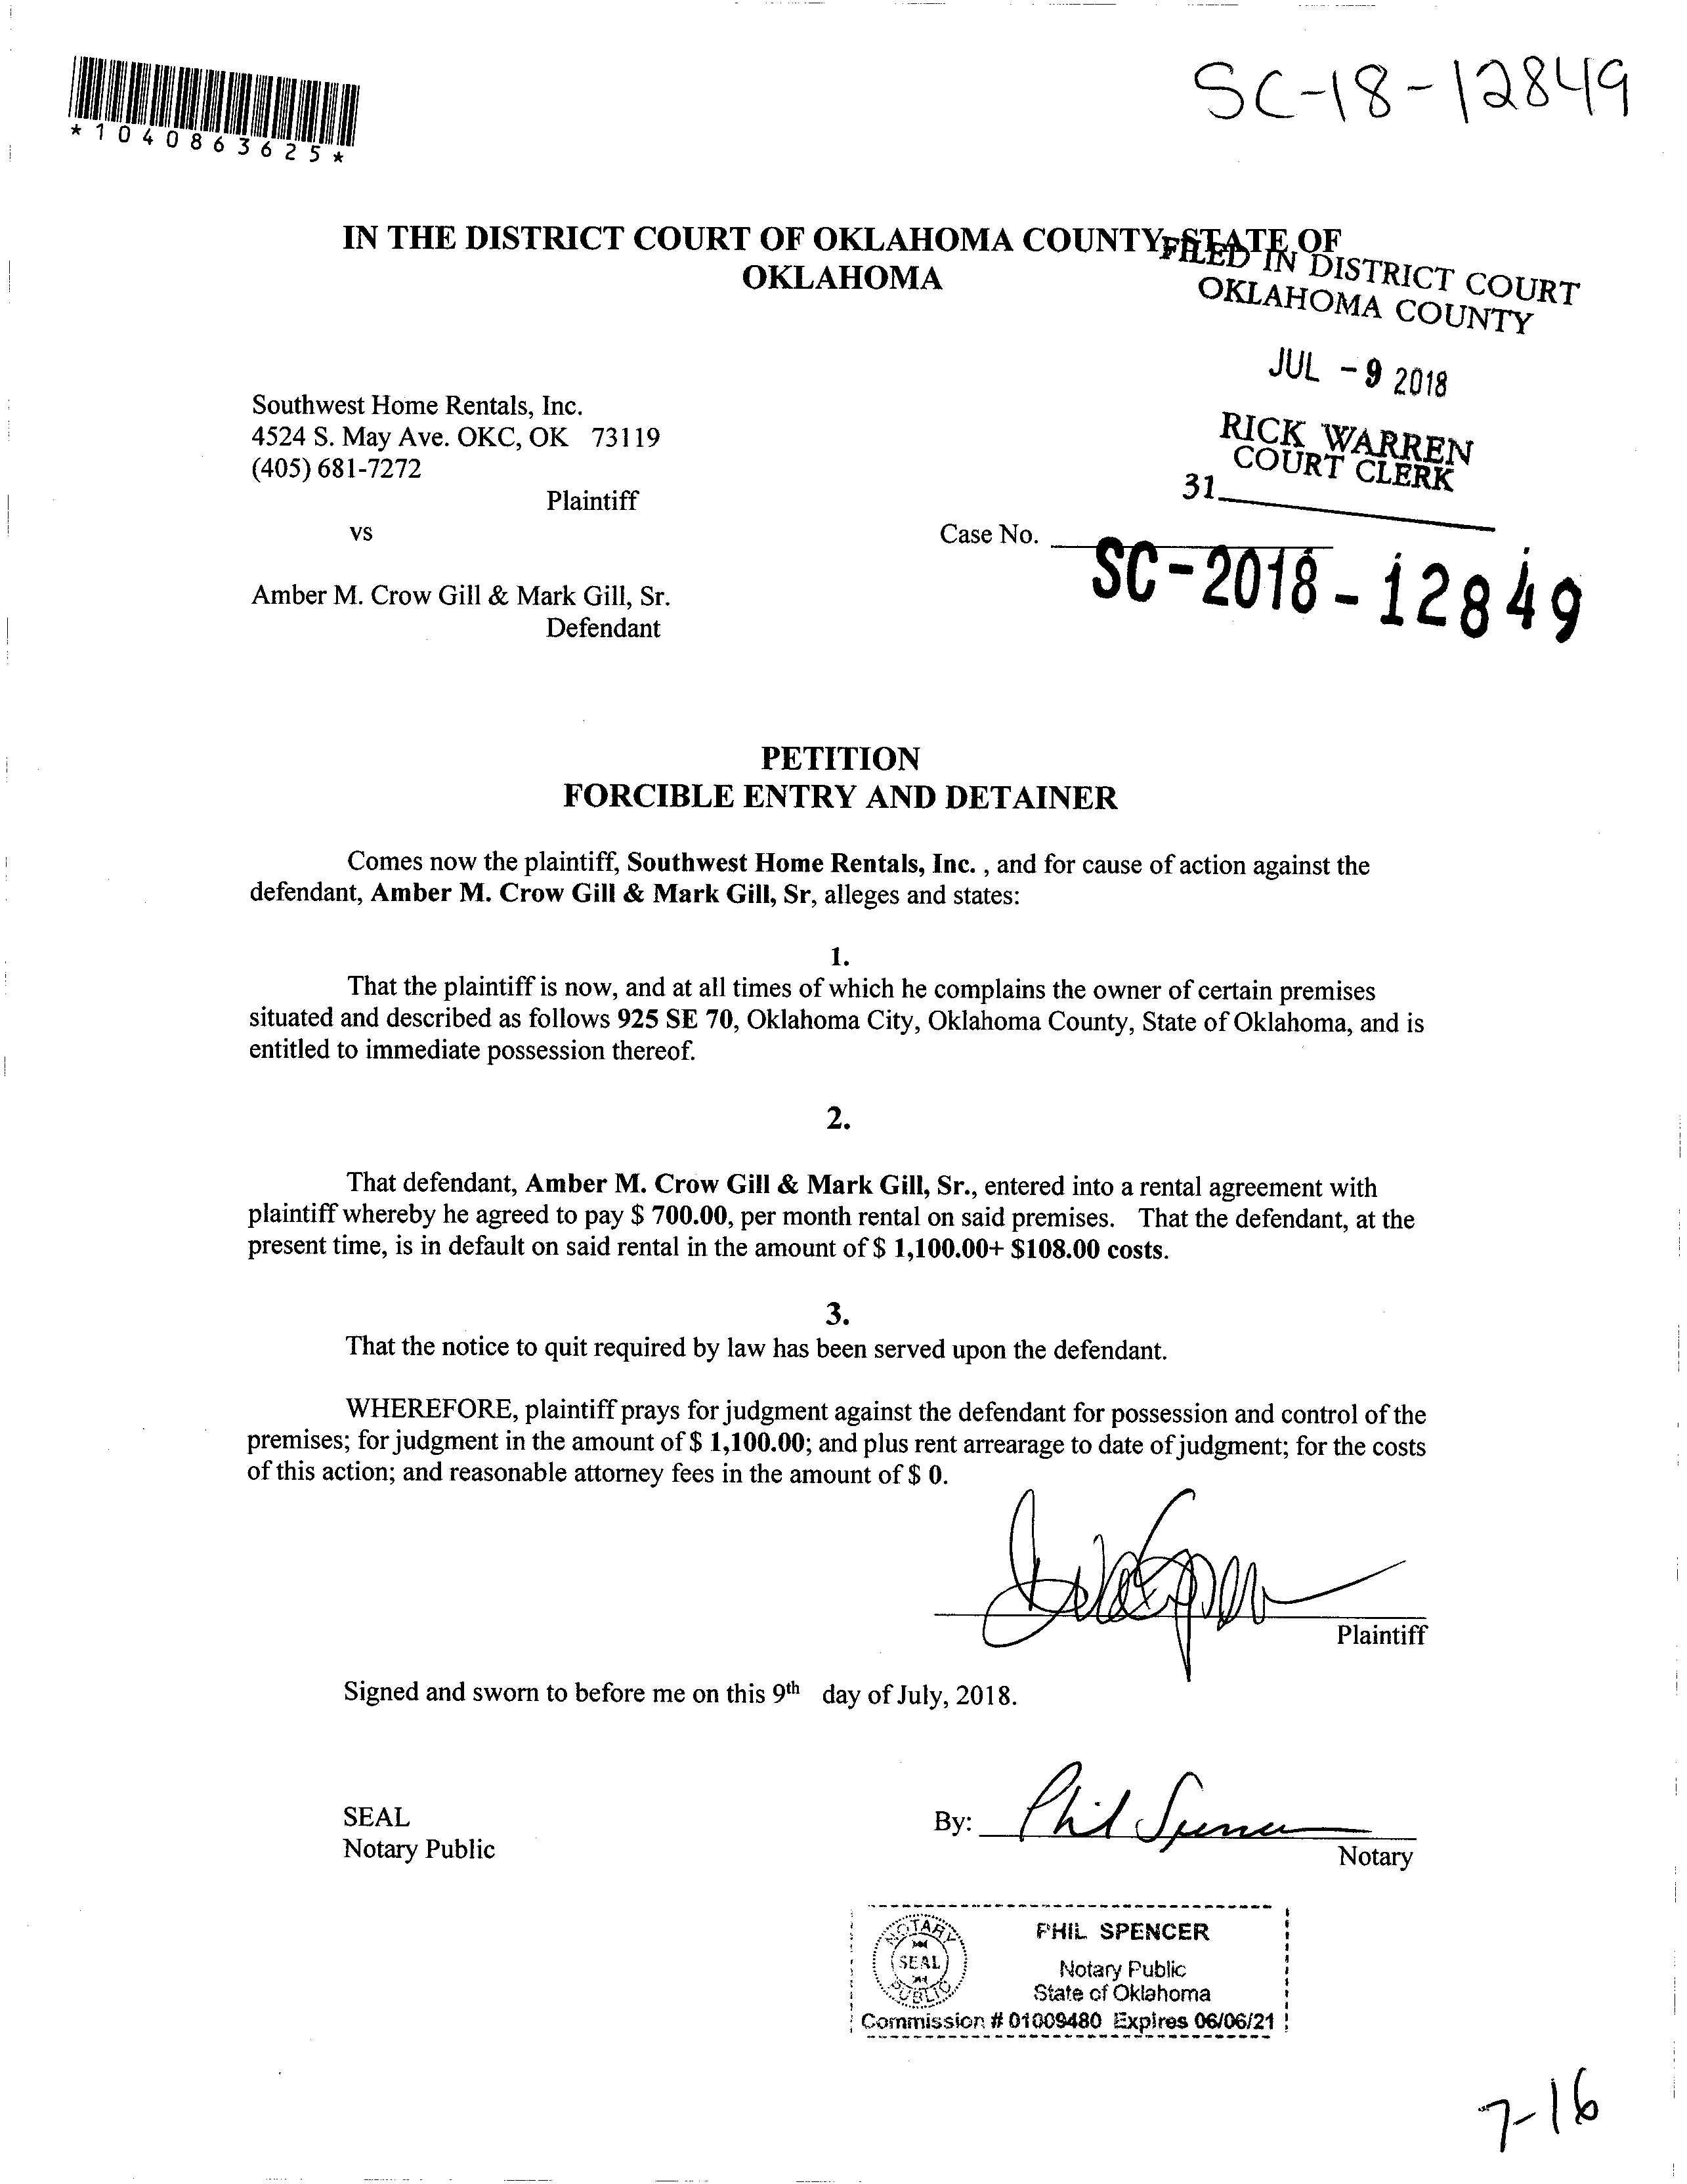 SC-18-12849
*1040863625*
IN THE DISTRICT COURT OF OKLAHOMA COUNTY, STATE OF
OKLAHOMA
FILED IN DISTRICT COURT
OKLAHOMA COUNTY
JUL - 9 2018
RICK WARREN
COURT CLERK
31
Southwest Home Rentals, Inc.
4524 S. May Ave. OKC, OK 73119
(405) 681-7272
Plaintiff
vs
Case No.
SC-2018-12849
Amber M. Crow Gill & Mark Gill, Sr.
Defendant
PETITION
FORCIBLE ENTRY AND DETAINER
Comes now the plaintiff, Southwest Home Rentals, Inc. , and for cause of action against the
defendant, Amber M. Crow Gill & Mark Gill, Sr, alleges and states:
1.
That the plaintiff is now, and at all times of which he complains the owner of certain premises
situated and described as follows 925 SE 70, Oklahoma City, Oklahoma County, State of Oklahoma, and is
entitled to immediate possession thereof.
2.
That defendant, Amber M. Crow Gill & Mark Gill, Sr., entered into a rental agreement with
plaintiff whereby he agreed to pay $ 700.00, per month rental on said premises. That the defendant, at the
present time, is in default on said rental in the amount of $ 1,100.00+ $108.00 costs.
3.
That the notice to quit required by law has been served upon the defendant.
WHEREFORE, plaintiff prays for judgment against the defendant for possession and control of the
premises; for judgment in the amount of $ 1,100.00; and plus rent arrearage to date of judgment; for the costs
of this action; and reasonable attorney fees in the amount of $ 0.
Plaintiff
Signed and sworn to before me on this 9th day of July, 2018.
SEAL
Notary Public
By: Phil Spencer
Notary
NOTARY
SEAL
PUBLIC
PHIL SPENCER
Notary Public
State of Oklahoma
Commission # 01009480 Expires 06/06/21
7-16